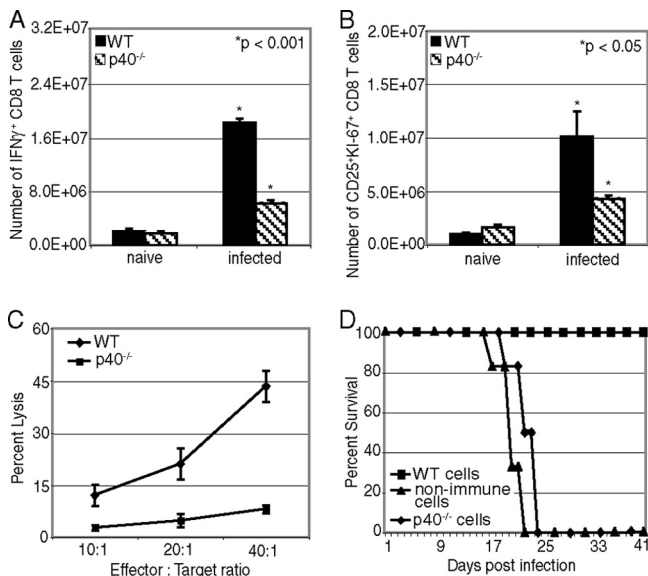 A
Number of IFNγ+ CD8 T cells
3.2E+07
2.4E+07
1.6E+07
6.0E+06
0.0E+00
WT
p40-/-
*p < 0.001
*
*
naive
infected
B
Number of CD25+KI-67+ CD8 T cells
2.0E+07
1.5E+07
1.0E+07
5.0E+06
0.0E+00
WT
p40-/-
*p < 0.05
*
*
naive
infected
C
Percent Lysis
60
45
30
15
0
WT
p40-/-
10:1
20:1
40:1
Effector : Target ratio
D
Percent Survival
100
80
60
40
20
0
WT cells
non-immune
cells
p40-/- cells
1
9
17
25
33
41
Days post infection